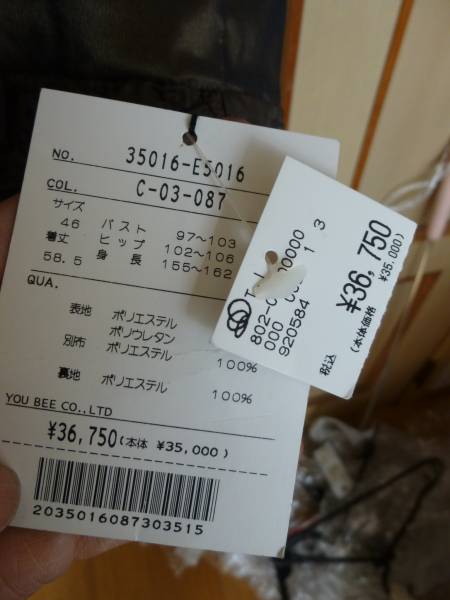 NO. 35016-E5016
COL. C-03-087
サイズ
46 バスト 97〜103
着丈 ヒップ 102〜106
58.5 身長 155〜162
QUA.
表地 ポリエステル
ポリウレタン
別布 ポリエステル 100%
裏地 ポリエステル 100%
YOU BEE CO.,LTD
¥36,750(本体 ¥35,000)
2035016087303515
¥36,750
(本体価格 ¥35,000)
税込
920584